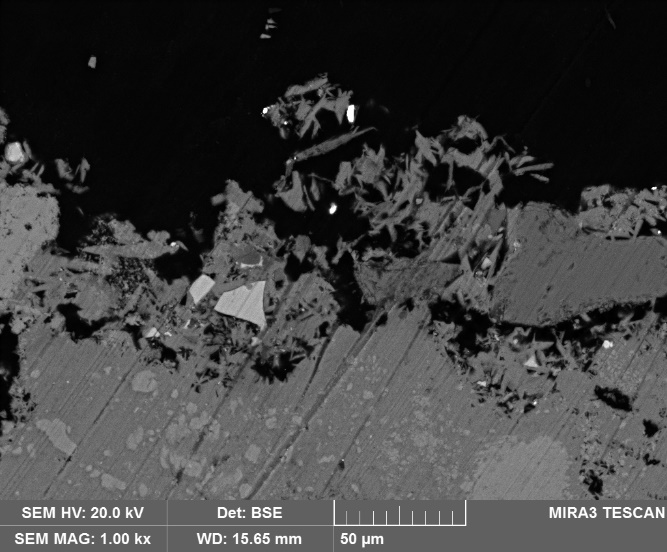 SEM HV: 20.0 kV Det: BSE MIRA3 TESCAN
SEM MAG: 1.00 kx WD: 15.65 mm 50 µm